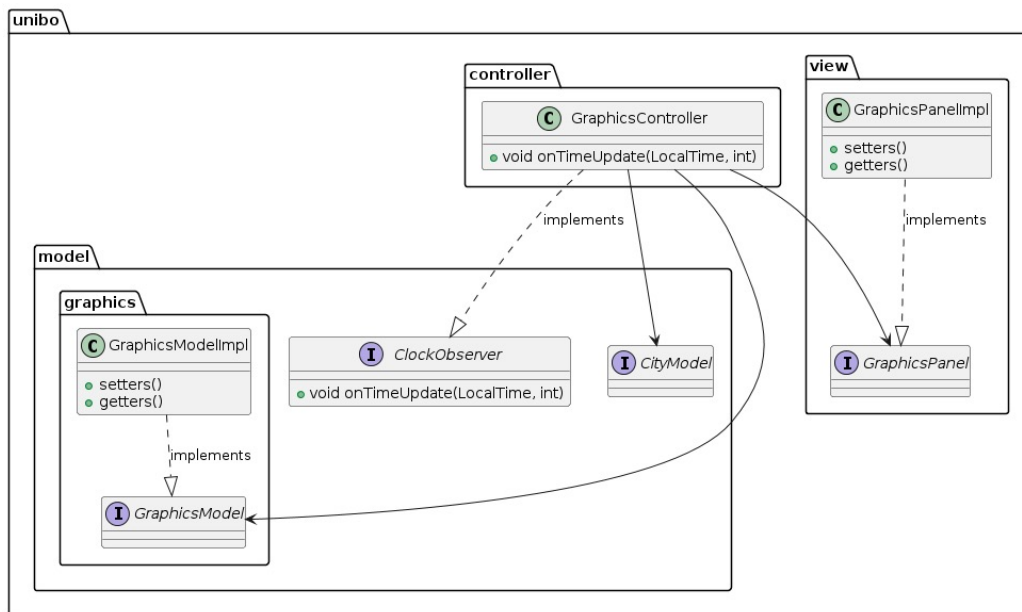 unibo
controller
C GraphicsController
void onTimeUpdate(LocalTime, int)
view
C GraphicsPanelImpl
setters()
getters()
implements
implements
model
graphics
C GraphicsModelImpl
setters()
getters()
I ClockObserver
void onTimeUpdate(LocalTime, int)
I CityModel
I GraphicsPanel
implements
I GraphicsModel